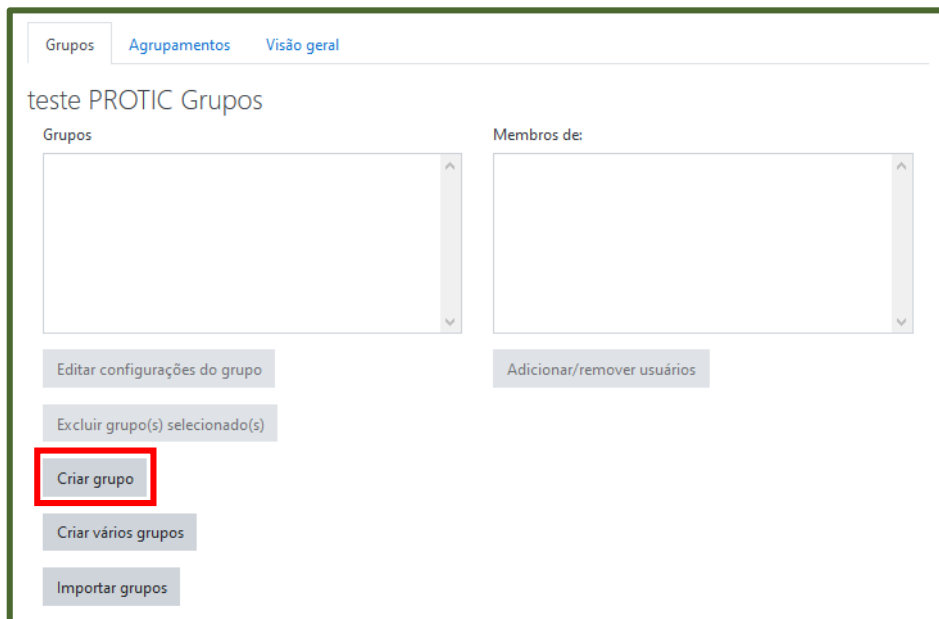 Grupos Agrupamentos Visão geral
teste PROTIC Grupos
Grupos
Membros de:
Editar configurações do grupo
Adicionar/remover usuários
Excluir grupo(s) selecionado(s)
Criar grupo
Criar vários grupos
Importar grupos